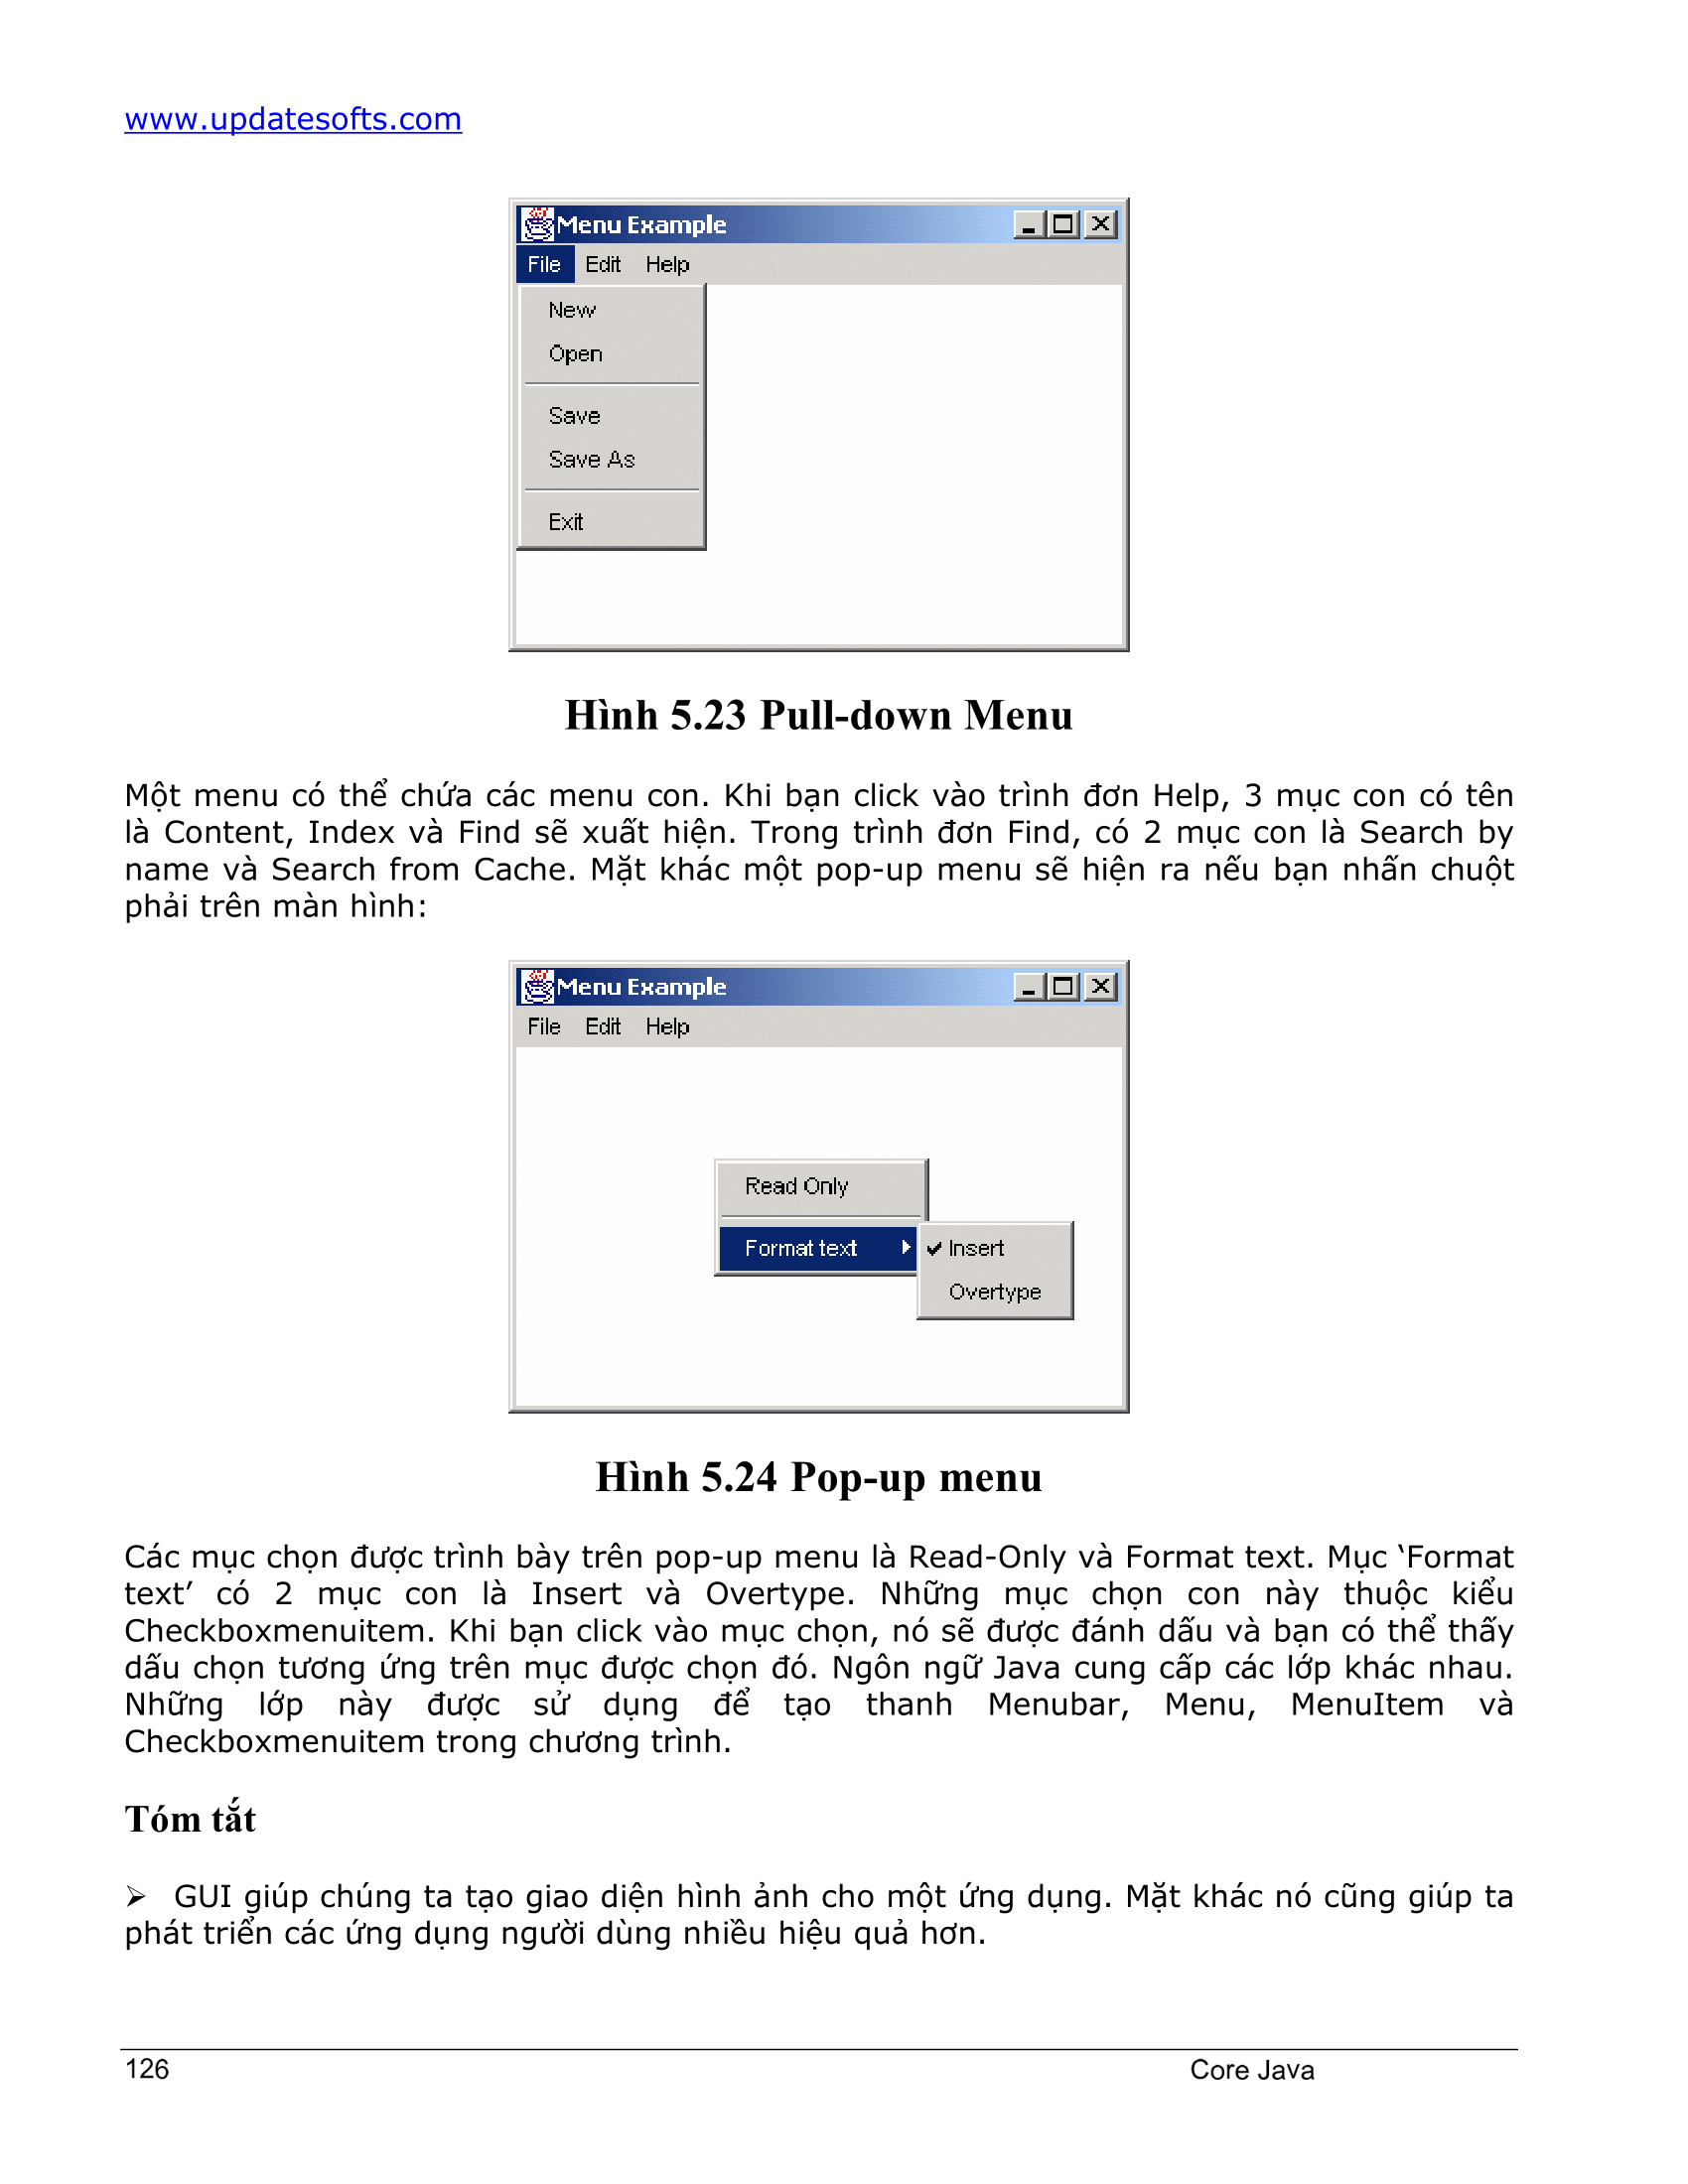 www.updatesofts.com
Menu Example
File Edit Help
New
Open
Save
Save As
Exit
Hình 5.23 Pull-down Menu
Một menu có thể chứa các menu con. Khi bạn click vào trình đơn Help, 3 mục con có tên
là Content, Index và Find sẽ xuất hiện. Trong trình đơn Find, có 2 mục con là Search by
name và Search from Cache. Mặt khác một pop-up menu sẽ hiện ra nếu bạn nhấn chuột
phải trên màn hình:
Menu Example
File Edit Help
Read Only
Format text
Insert
Overtype
Hình 5.24 Pop-up menu
Các mục chọn được trình bày trên pop-up menu là Read-Only và Format text. Mục ‘Format
text’ có 2 mục con là Insert và Overtype. Những mục chọn con này thuộc kiểu
Checkboxmenuitem. Khi bạn click vào mục chọn, nó sẽ được đánh dấu và bạn có thể thấy
dấu chọn tương ứng trên mục được chọn đó. Ngôn ngữ Java cung cấp các lớp khác nhau.
Những lớp này được sử dụng để tạo thanh Menubar, Menu, MenuItem và
Checkboxmenuitem trong chương trình.
Tóm tắt
➢ GUI giúp chúng ta tạo giao diện hình ảnh cho một ứng dụng. Mặt khác nó cũng giúp ta
phát triển các ứng dụng người dùng nhiều hiệu quả hơn.
126 Core Java